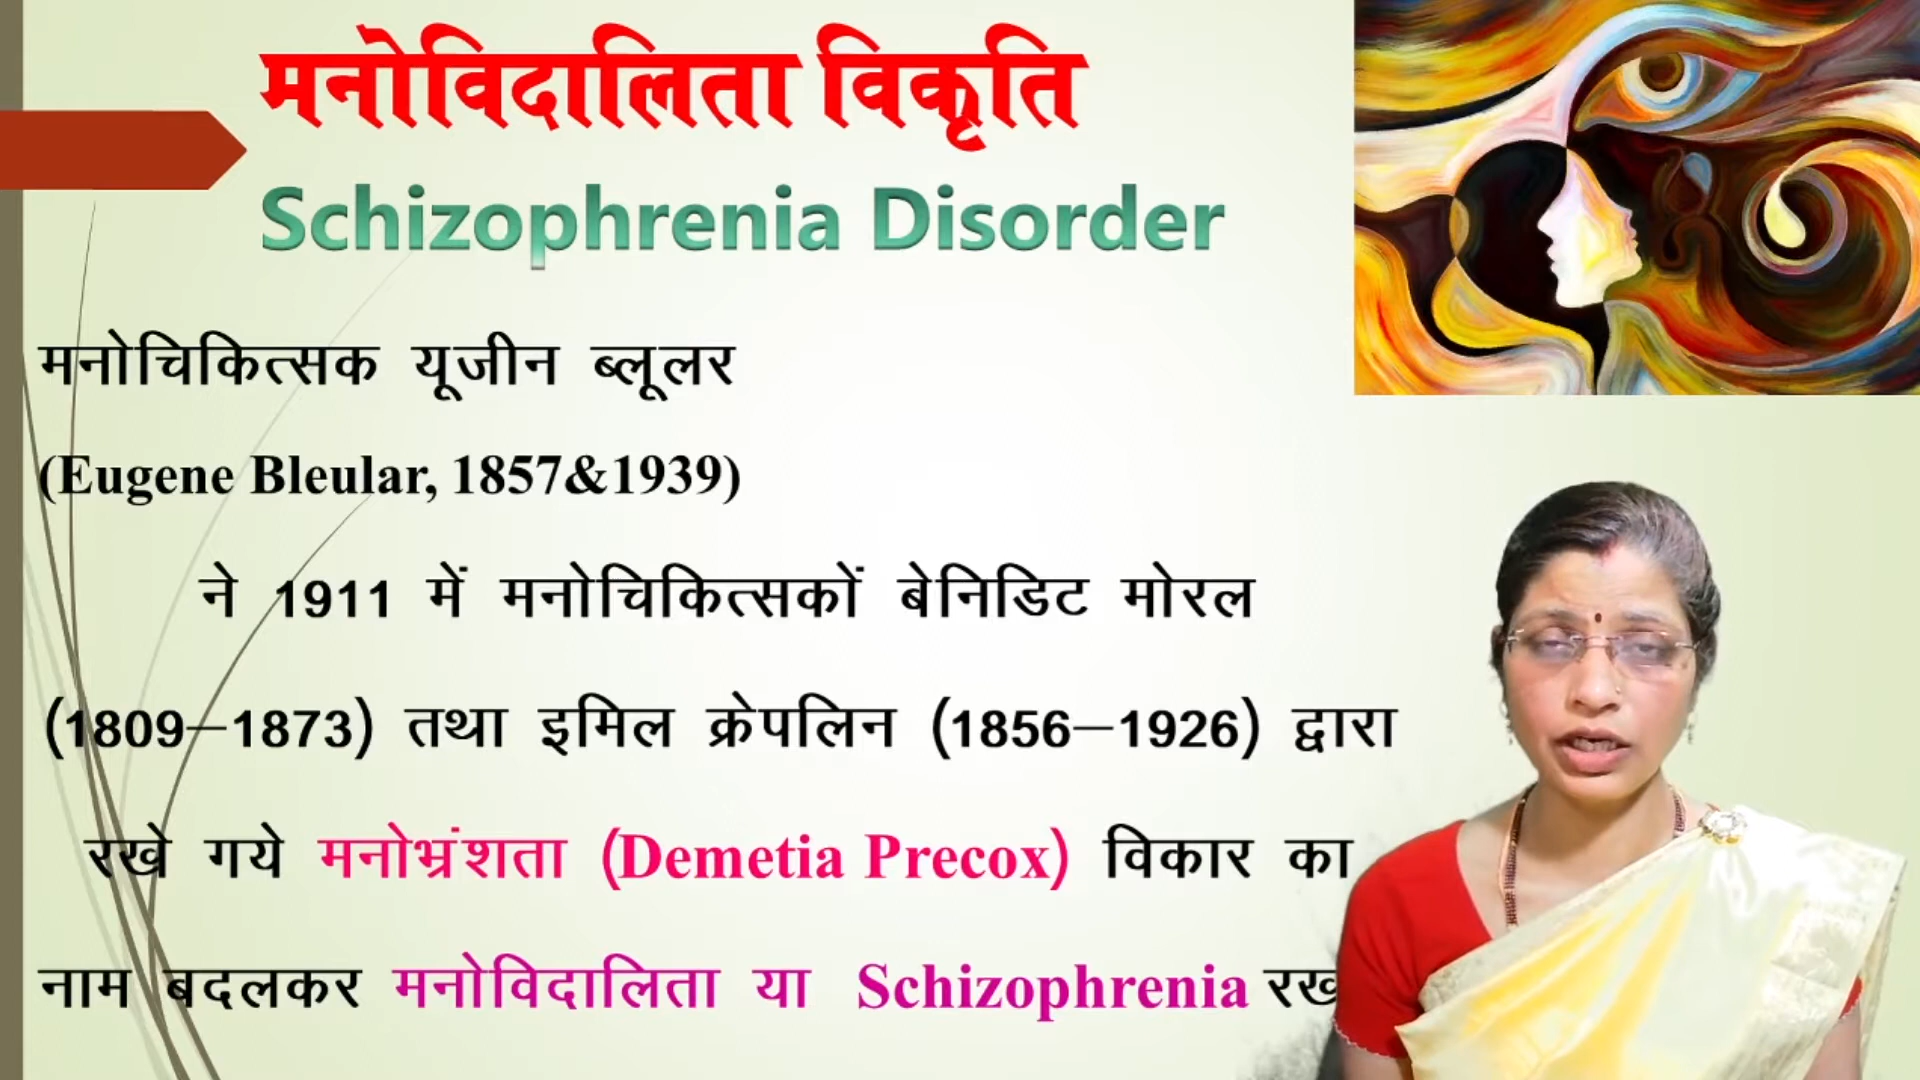 मनोविदालिता विकृति
Schizophrenia Disorder
मनोचिकित्सक यूजीन ब्लूलर
(Eugene Bleular, 1857&1939)
ने 1911 में मनोचिकित्सकों बेनिडिट मोरल
(1809–1873) तथा इमिल क्रेपलिन (1856–1926) द्वारा
रखे गये मनोभ्रंशता (Demetia Precox) विकार का
नाम बदलकर मनोविदालिता या Schizophrenia